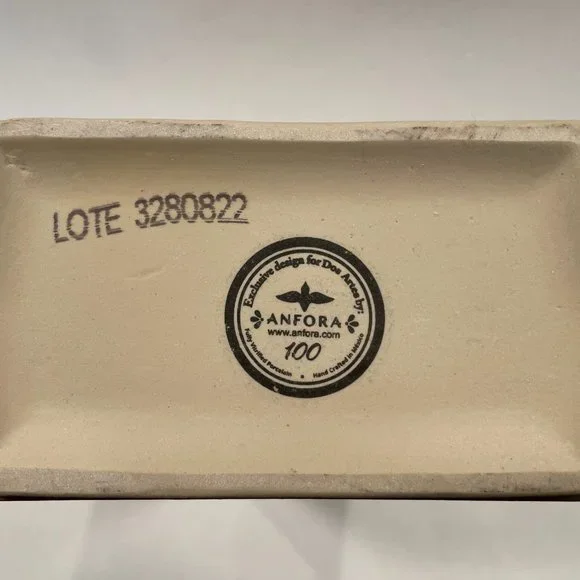 LOTE 3280822
Exclusive design for Dos Artes by:
ANFORA
www.anfora.com
100
Fully Vitrified Porcelain • Hand Crafted in México